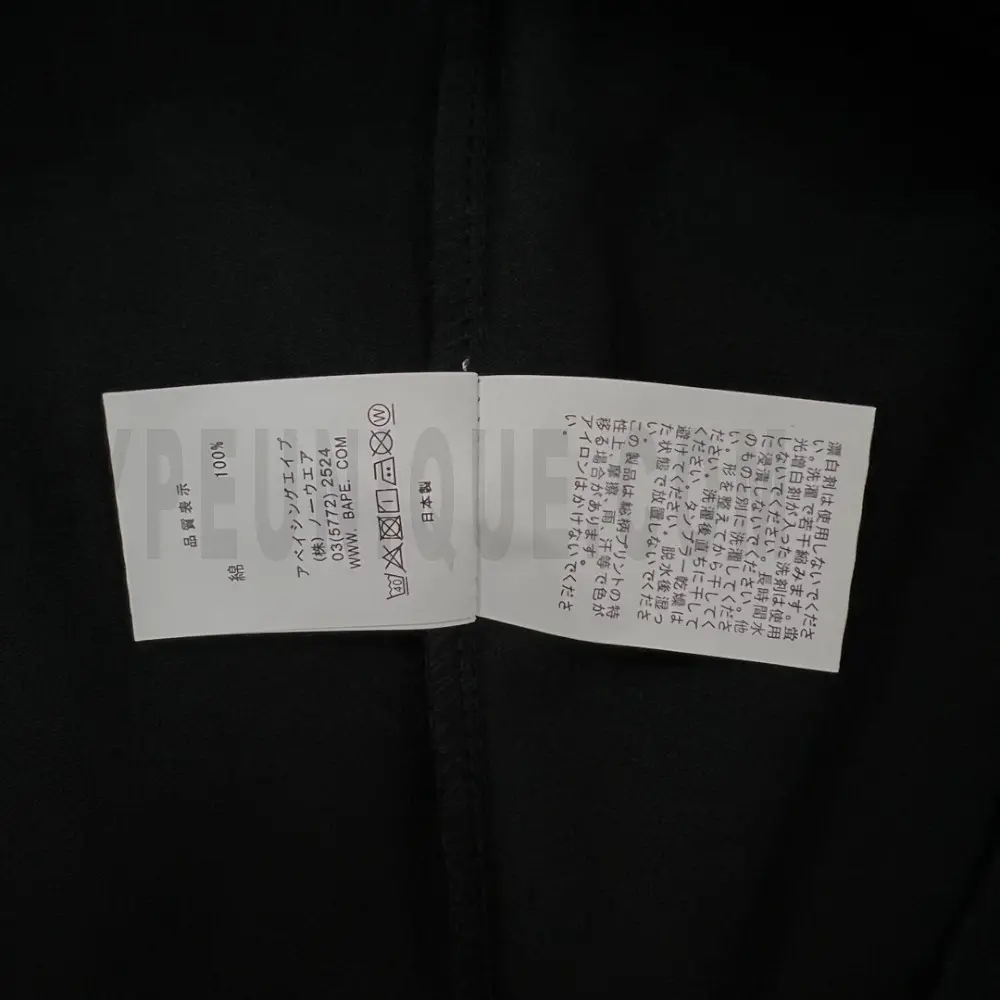 品質表示
綿 100%
アベイシングエイプ
(株)ノーウエア
03(5772)2524
WWW. BAPE. COM
40
1
W
日本製
漂白剤は使用しないでくださ
い。洗濯で若干縮みます。蛍
光増白剤が入った洗剤は使用
しないでください。長時間水
に浸漬しないでください。他
のものと別に洗濯してくださ
い。形を整えてから干してく
ださい。洗濯後直ちに干して
ください。タンブラー乾燥は
避けてください。脱水後湿っ
た状態で放置しないでくださ
い。
この製品は総柄プリントの特
性上、摩擦、雨、汗等で色が
移る場合があります。
アイロンはかけないでくださ
い。
YPEUNIQUE.COM